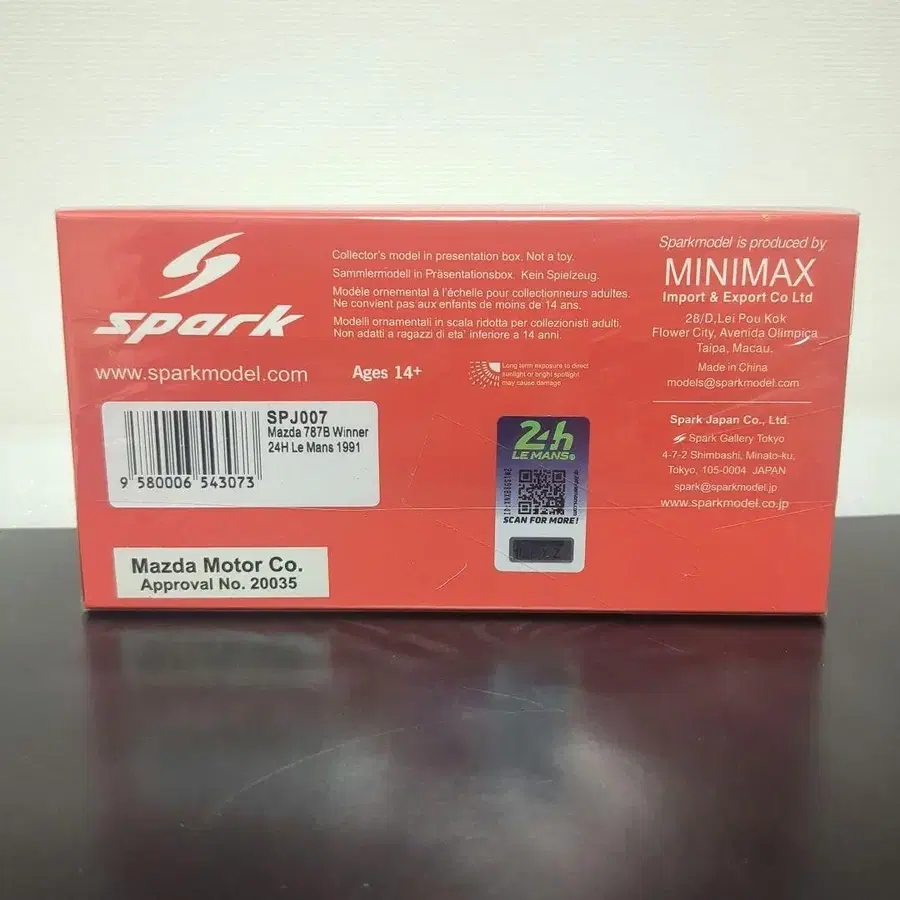 spark
www.sparkmodel.com
Collector's model in presentation box. Not a toy.
Sammlermodell in Präsentationsbox. Kein Spielzeug.
Modèle ornemental à l'échelle pour collectionneurs adultes.
Ne convient pas aux enfants de moins de 14 ans.
Modelli ornamentali in scala ridotta per collezionisti adulti.
Non adatti a ragazzi di eta' inferiore a 14 anni.
Ages 14+
Long term exposure to direct
sunlight or bright spotlight
may cause damage
Sparkmodel is produced by
MINIMAX
Import & Export Co Ltd
28/D,Lei Pou Kok
Flower City, Avenida Olimpica
Taipa, Macau.
Made in China
models@sparkmodel.com
Spark Japan Co., Ltd.
Spark Gallery Tokyo
4-7-2 Shimbashi, Minato-ku,
Tokyo, 105-0004 JAPAN
spark@sparkmodel.jp
www.sparkmodel.co.jp
SPJ007
Mazda 787B Winner
24H Le Mans 1991
9 580006 543073
24h
LE MANS®
SCAN FOR MORE!
Mazda Motor Co.
Approval No. 20035